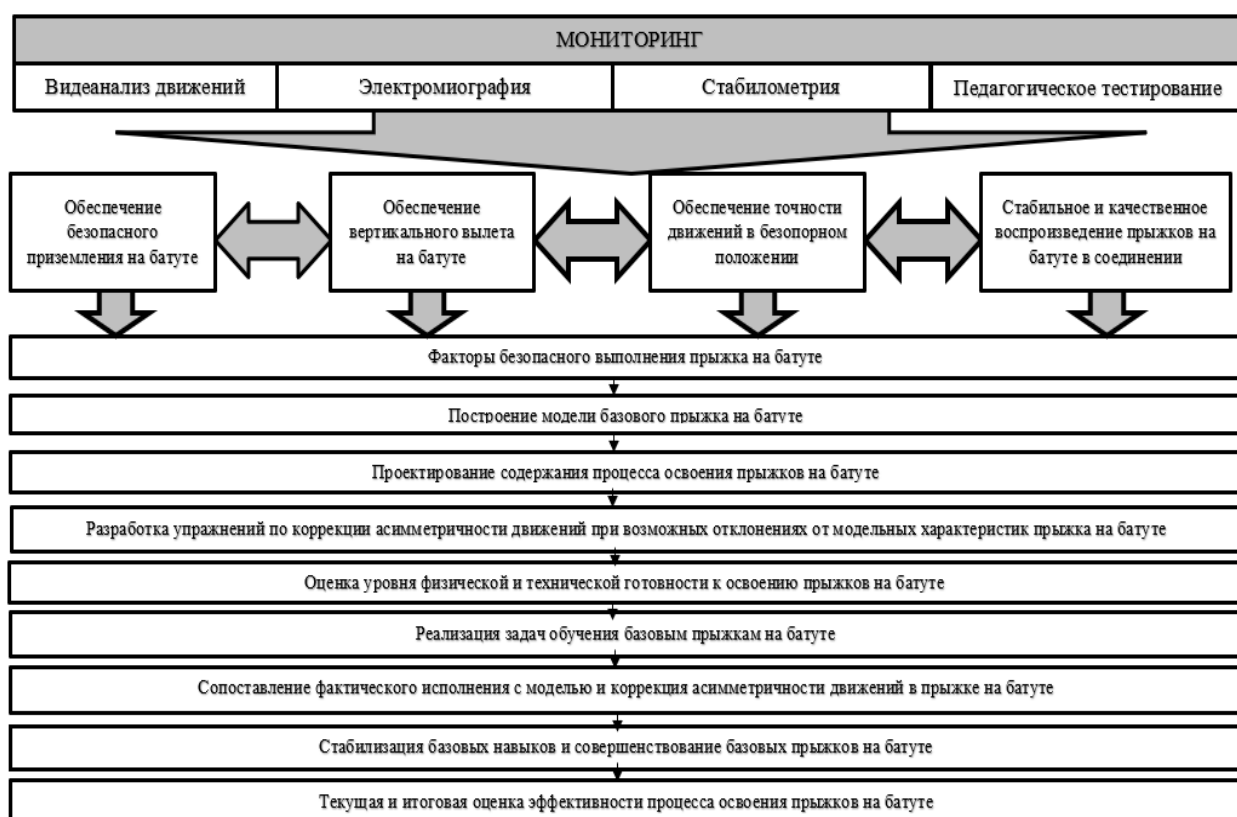 МОНИТОРИНГ
Видеанализ движений
Электромиография
Стабилометрия
Педагогическое тестирование
Обеспечение
безопасного
приземления на батуте
Обеспечение
вертикального вылета
на батуте
Обеспечение точности
движений в безопорном
положении
Стабильное и качественное
воспроизведение прыжков на
батуте в соединении
Факторы безопасного выполнения прыжка на батуте
Построение модели базового прыжка на батуте
Проектирование содержания процесса освоения прыжков на батуте
Разработка упражнений по коррекции асимметричности движений при возможных отклонениях от модельных характеристик прыжка на батуте
Оценка уровня физической и технической готовности к освоению прыжков на батуте
Реализация задач обучения базовым прыжкам на батуте
Сопоставление фактического исполнения с моделью и коррекция асимметричности движений в прыжке на батуте
Стабилизация базовых навыков и совершенствование базовых прыжков на батуте
Текущая и итоговая оценка эффективности процесса освоения прыжков на батуте